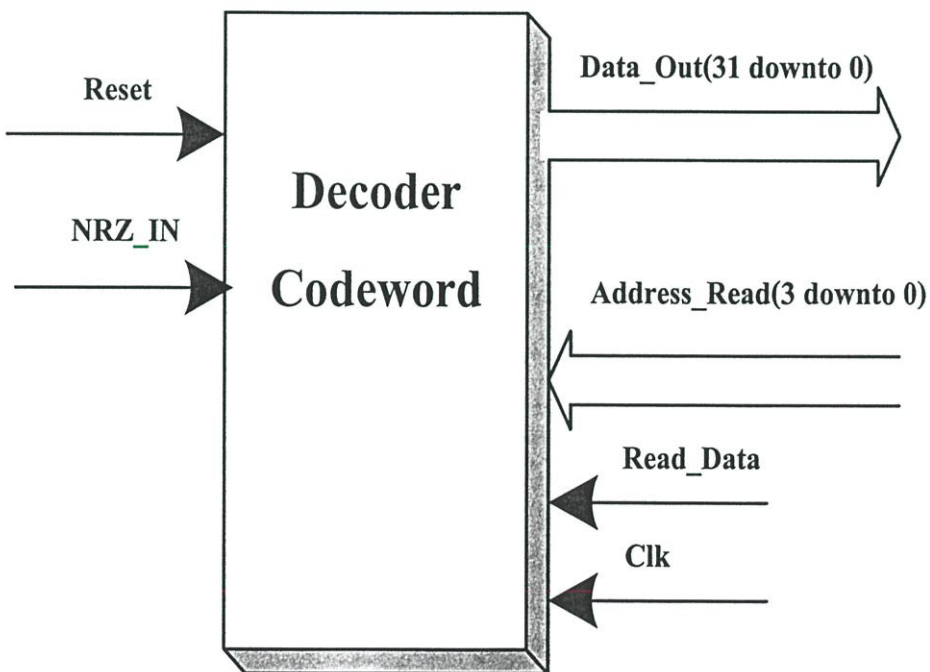 Reset
NRZ_IN
Decoder
Codeword
Data_Out(31 downto 0)
Address_Read(3 downto 0)
Read_Data
Clk